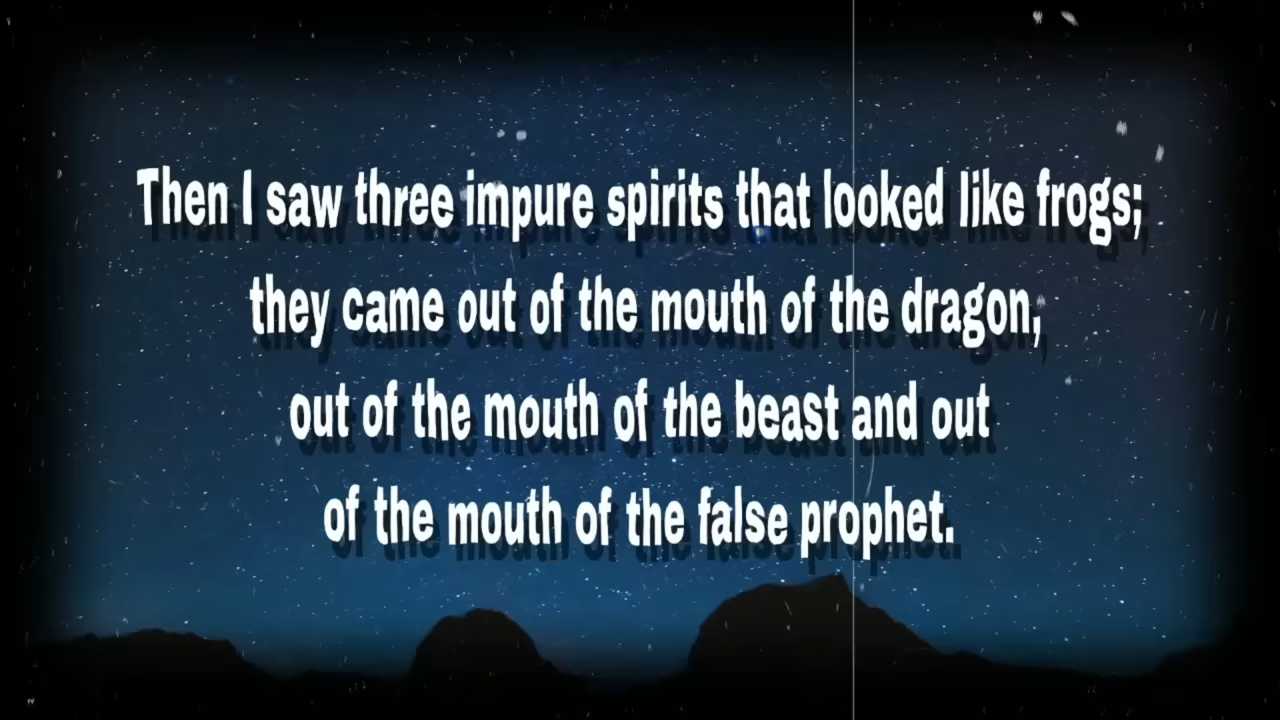 Then I saw three impure spirits that looked like frogs;
they came out of the mouth of the dragon,
out of the mouth of the beast and out
of the mouth of the false prophet.